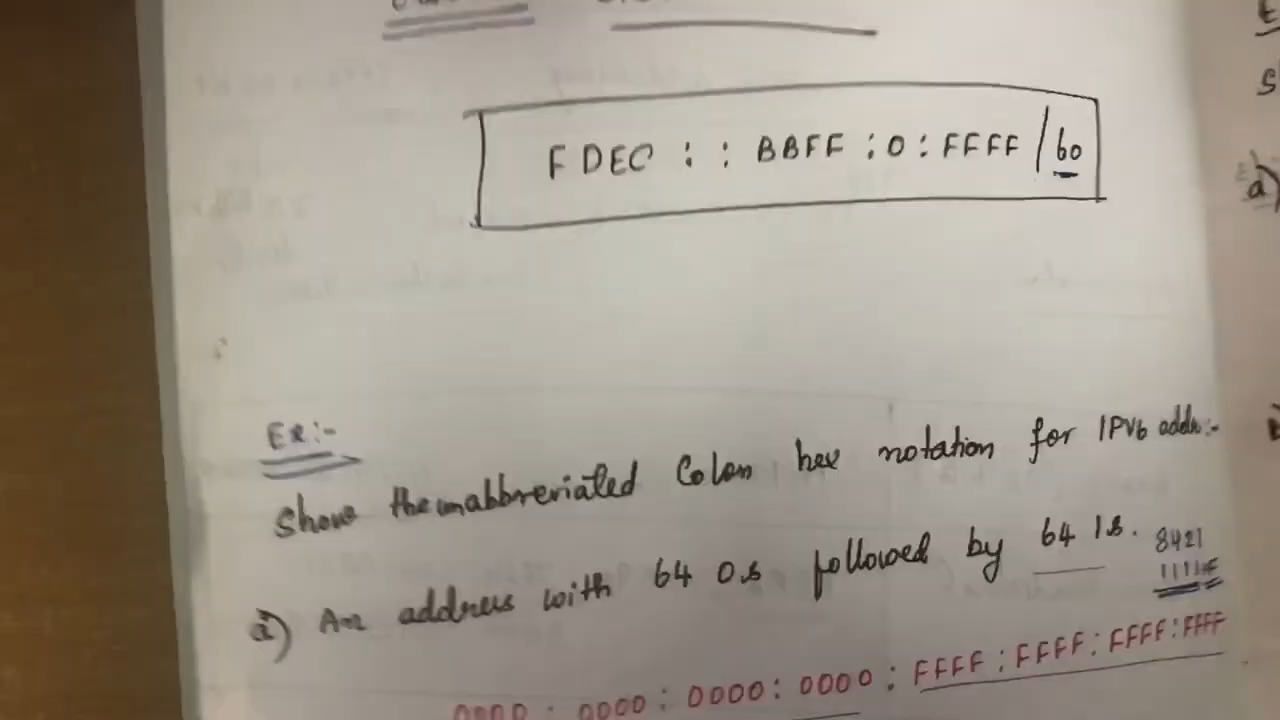 FDEC : : BBFF : 0 : FFFF /60
Ex:-
Show the unabbreviated Colon hex notation for IPV6 addr:-
a) An address with 64 0s followed by 64 1s. 8421
1111=F
0000 : 0000 : 0000 : 0000 : FFFF : FFFF : FFFF : FFFF
a)